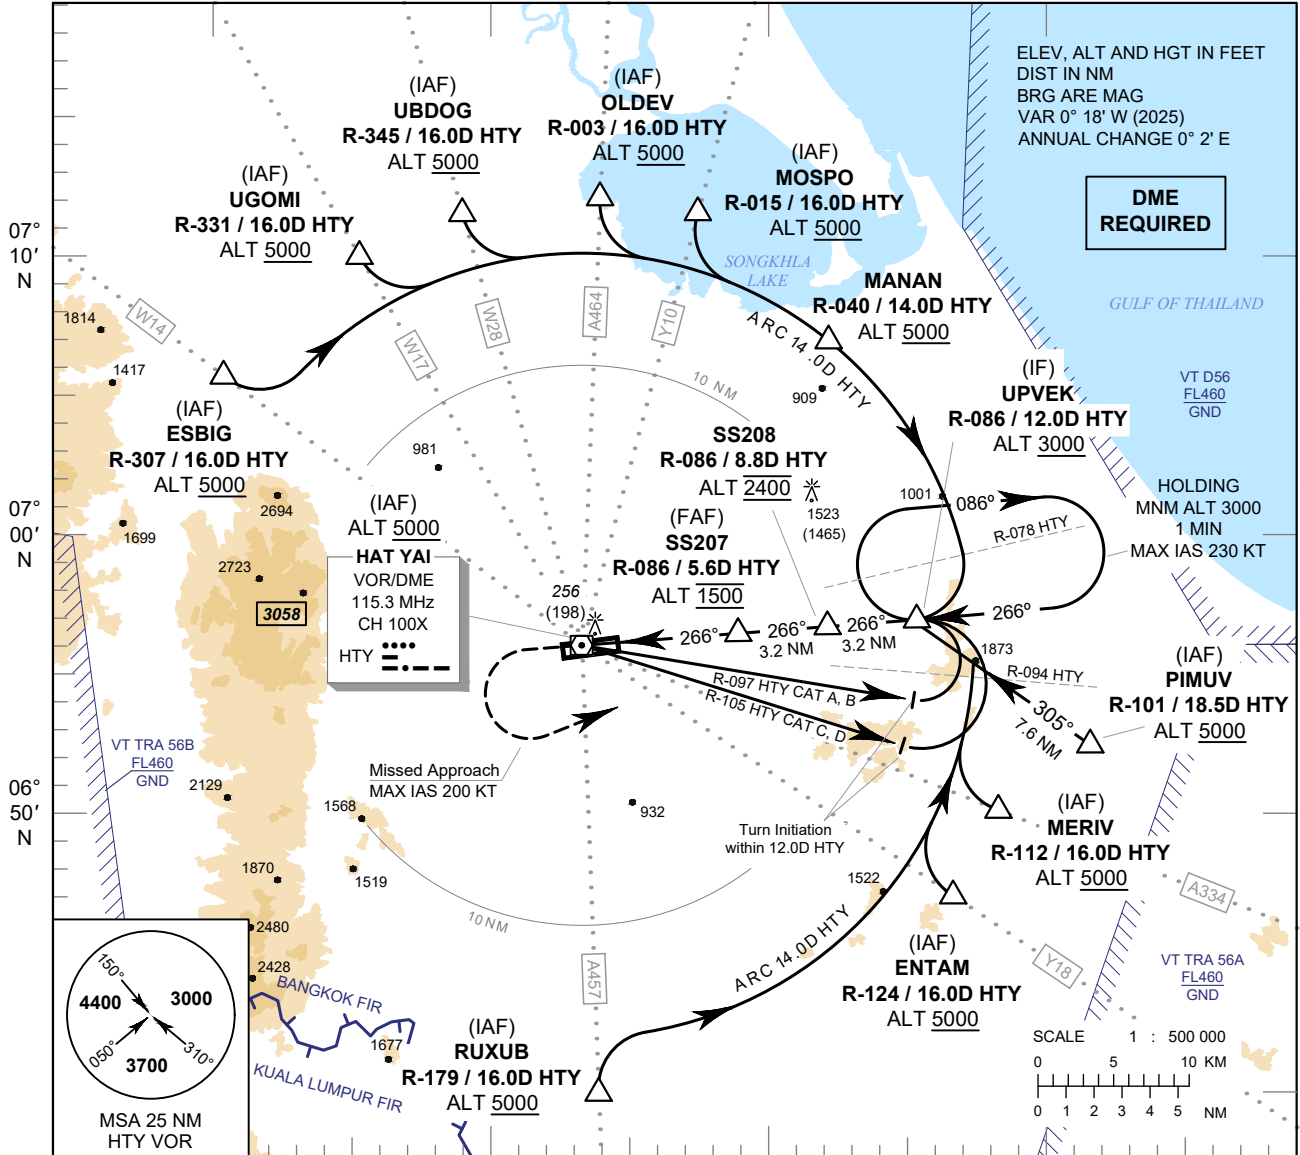 ELEV, ALT AND HGT IN FEET
DIST IN NM
BRG ARE MAG
VAR 0° 18' W (2025)
ANNUAL CHANGE 0° 2' E
DME
REQUIRED
(IAF)
UBDOG
R-345 / 16.0D HTY
ALT 5000
(IAF)
OLDEV
R-003 / 16.0D HTY
ALT 5000
(IAF)
MOSPO
R-015 / 16.0D HTY
ALT 5000
(IAF)
UGOMI
R-331 / 16.0D HTY
ALT 5000
07°
10'
N
SONGKHLA
LAKE
MANAN
R-040 / 14.0D HTY
ALT 5000
GULF OF THAILAND
1814
W14
W17
W28
A464
Y10
ARC 14.0D HTY
1417
10 NM
909
(IF)
UPVEK
R-086 / 12.0D HTY
ALT 3000
VT D56
FL460
GND
(IAF)
ESBIG
R-307 / 16.0D HTY
ALT 5000
981
SS208
R-086 / 8.8D HTY
ALT 2400
1523
(1465)
1001
086°
HOLDING
MNM ALT 3000
1 MIN
MAX IAS 230 KT
R-078 HTY
07°
00'
N
2694
1699
2723
3058
(IAF)
ALT 5000
HAT YAI
VOR/DME
115.3 MHz
CH 100X
HTY
(FAF)
SS207
R-086 / 5.6D HTY
ALT 1500
256
(198)
266°
266°
3.2 NM
266°
3.2 NM
266°
1873
R-094 HTY
R-097 HTY CAT A, B
R-105 HTY CAT C, D
305°
7.6 NM
(IAF)
PIMUV
R-101 / 18.5D HTY
ALT 5000
VT TRA 56B
FL460
GND
Missed Approach
MAX IAS 200 KT
06°
50'
N
2129
1568
932
Turn Initiation
within 12.0D HTY
(IAF)
MERIV
R-112 / 16.0D HTY
ALT 5000
1870
1519
1522
A334
10 NM
2480
2428
ARC 14.0D HTY
(IAF)
ENTAM
R-124 / 16.0D HTY
ALT 5000
Y18
VT TRA 56A
FL460
GND
A457
BANGKOK FIR
KUALA LUMPUR FIR
1677
(IAF)
RUXUB
R-179 / 16.0D HTY
ALT 5000
150°
4400
3000
050°
310°
3700
MSA 25 NM
HTY VOR
SCALE 1 : 500 000
0 5 10 KM
0 1 2 3 4 5 NM